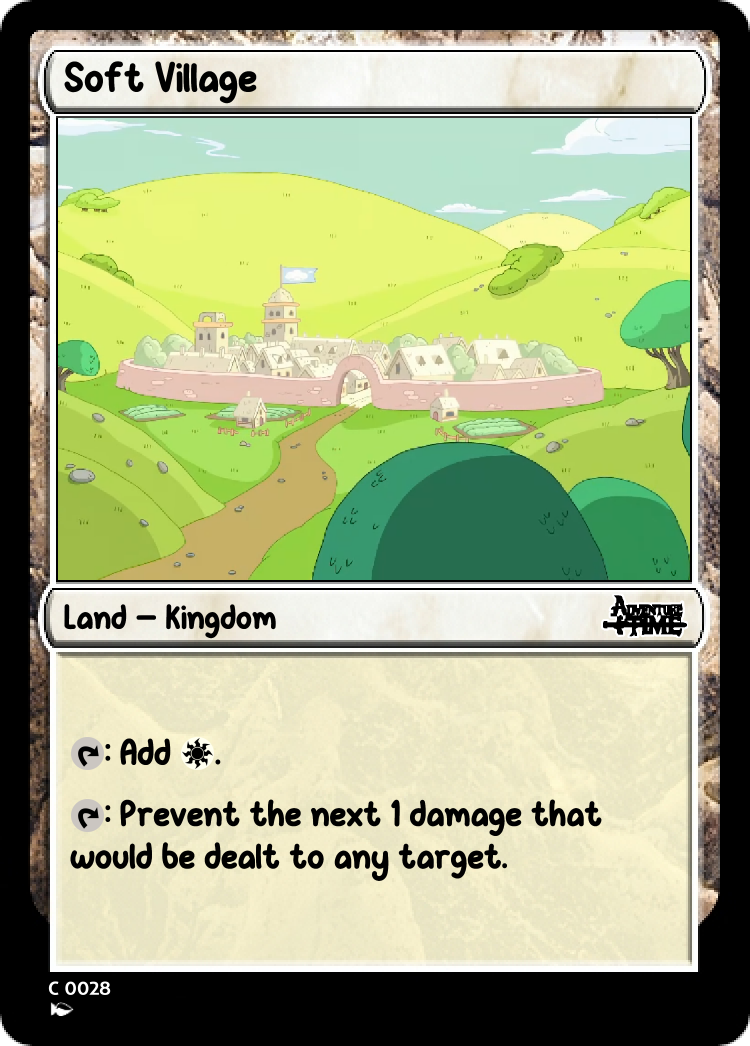 Soft Village
Land – Kingdom
ADVENTURE
TIME
: Add .
: Prevent the next 1 damage that
would be dealt to any target.
C 0028